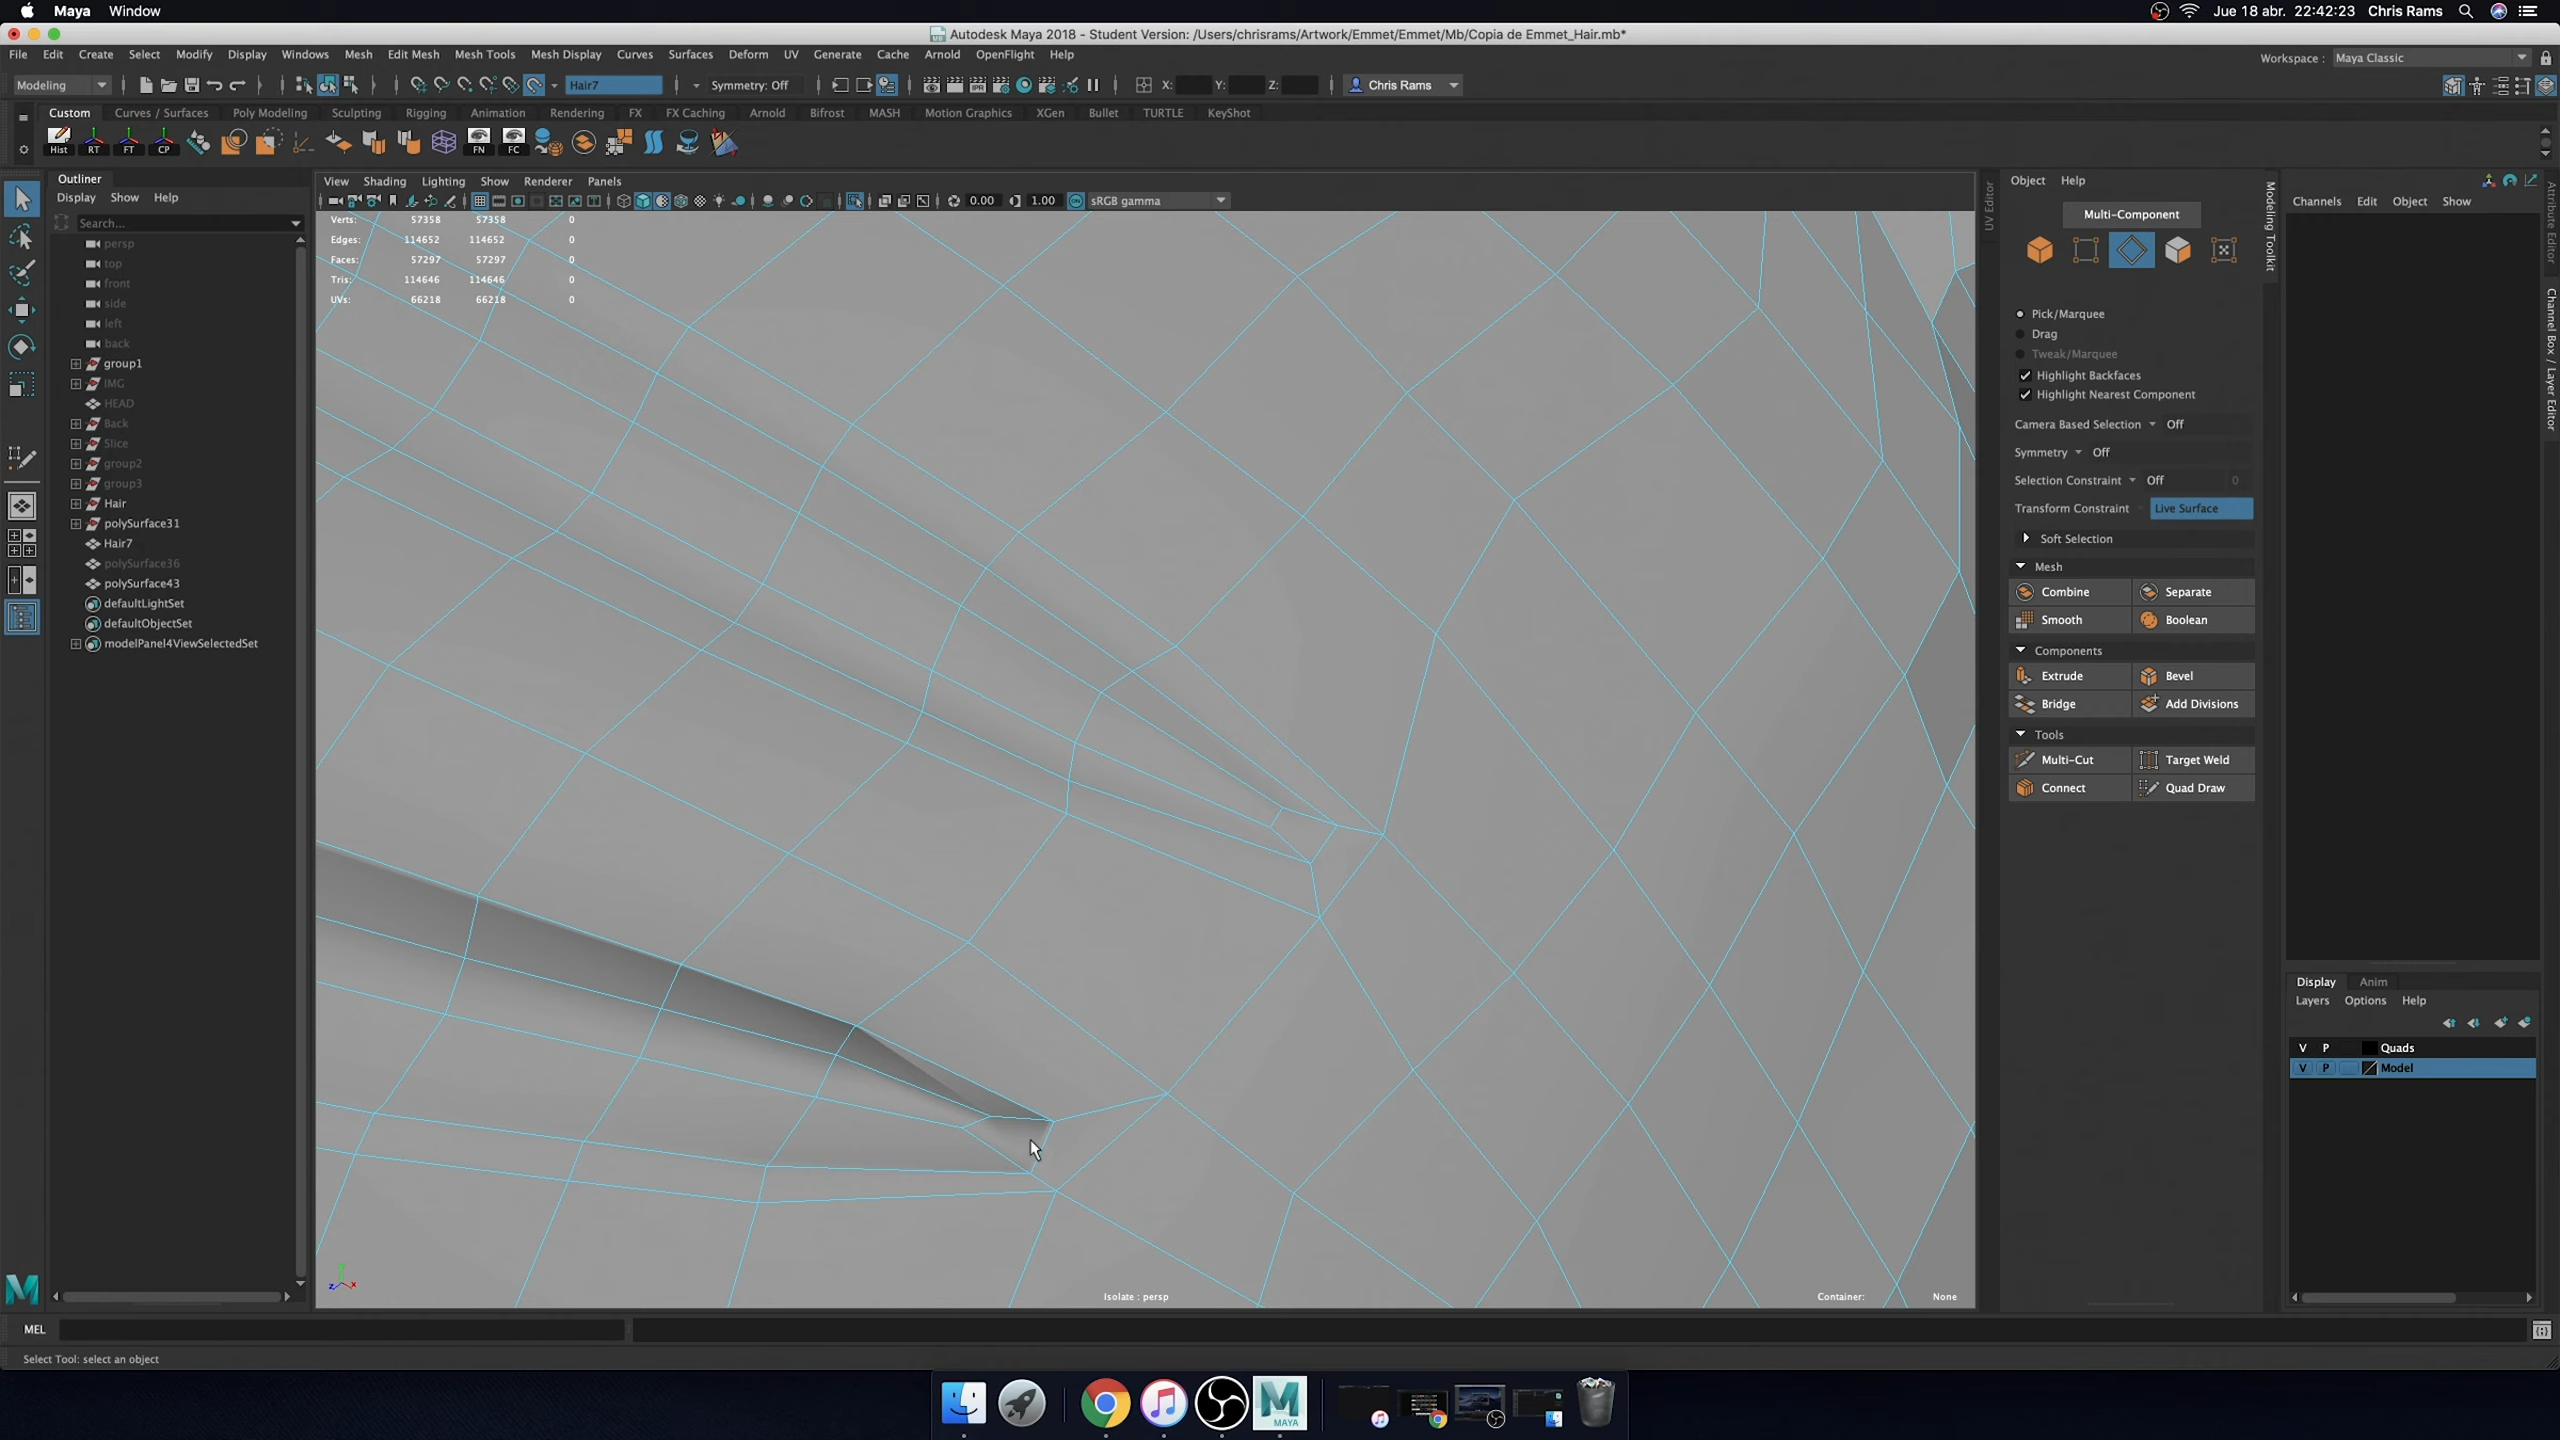 Maya Window
Jue 18 abr. 22:42:23 Chris Rams
Autodesk Maya 2018 - Student Version: /Users/chrisrams/Artwork/Emmet/Emmet/Mb/Copia de Emmet_Hair.mb*
File Edit Create Select Modify Display Windows Mesh Edit Mesh Mesh Tools Mesh Display Curves Surfaces Deform UV Generate Cache Arnold OpenFlight Help
Workspace : Maya Classic
Modeling Hair7 Symmetry: Off X: Y: Z: Chris Rams
Custom Curves / Surfaces Poly Modeling Sculpting Rigging Animation Rendering FX FX Caching Arnold Bifrost MASH Motion Graphics XGen Bullet TURTLE KeyShot
Hist RT FT CP FN FC
Outliner
Display Show Help
Search...
persp
top
front
side
left
back
group1
IMG
HEAD
Back
Slice
group2
group3
Hair
polySurface31
Hair7
polySurface36
polySurface43
defaultLightSet
defaultObjectSet
modelPanel4ViewSelectedSet
View Shading Lighting Show Renderer Panels
0.00 1.00 sRGB gamma
Verts: 57358 57358 0
Edges: 114652 114652 0
Faces: 57297 57297 0
Tris: 114646 114646 0
UVs: 66218 66218 0
Isolate : persp
Container: None
UV Editor
Object Help
Multi-Component
Pick/Marquee
Drag
Tweak/Marquee
Highlight Backfaces
Highlight Nearest Component
Camera Based Selection Off
Symmetry Off
Selection Constraint Off 0
Transform Constraint Live Surface
Soft Selection
Mesh
Combine Separate
Smooth Boolean
Components
Extrude Bevel
Bridge Add Divisions
Tools
Multi-Cut Target Weld
Connect Quad Draw
Modeling Toolkit
Channels Edit Object Show
Attribute Editor
Channel Box / Layer Editor
Display Anim
Layers Options Help
V P Quads
V P Model
MEL
Select Tool: select an object
MAYA